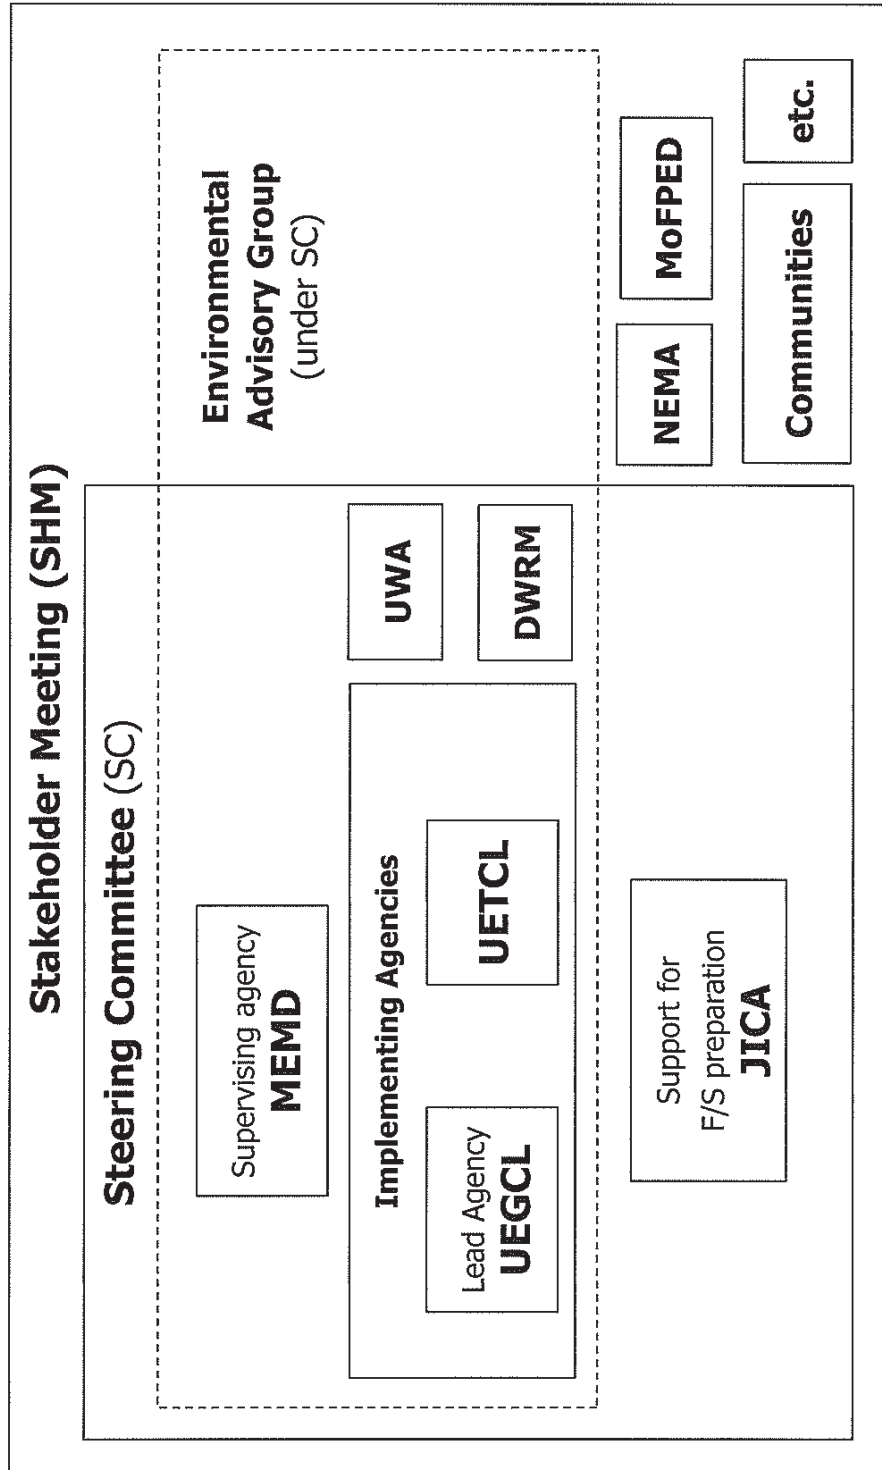 Stakeholder Meeting (SHM)
Steering Committee (SC)
Supervising agency
MEMD
Environmental
Advisory Group
(under SC)
Implementing Agencies
Lead Agency
UEGCL
UETCL
UWA
DWRM
Support for
F/S preparation
JICA
NEMA
MoFPED
Communities
etc.